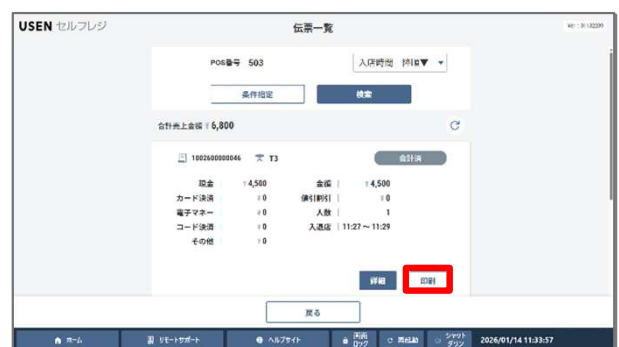 USEN セルフレジ
伝票一覧
POS番号 503
入店時間 降順▼
条件指定
検索
合計売上金額 ¥6,800
1002600000046 T3
会計済
現金 ¥4,500 金額 ¥4,500
カード決済 ¥0 値引割引 ¥0
電子マネー ¥0 人数 1
コード決済 ¥0 入退店 11:27 ～ 11:29
その他 ¥0
詳細
印刷
戻る
ホーム
リモートサポート
ヘルプサイト
画面
ロック
再起動
シャット
ダウン
2026/01/14 11:33:57